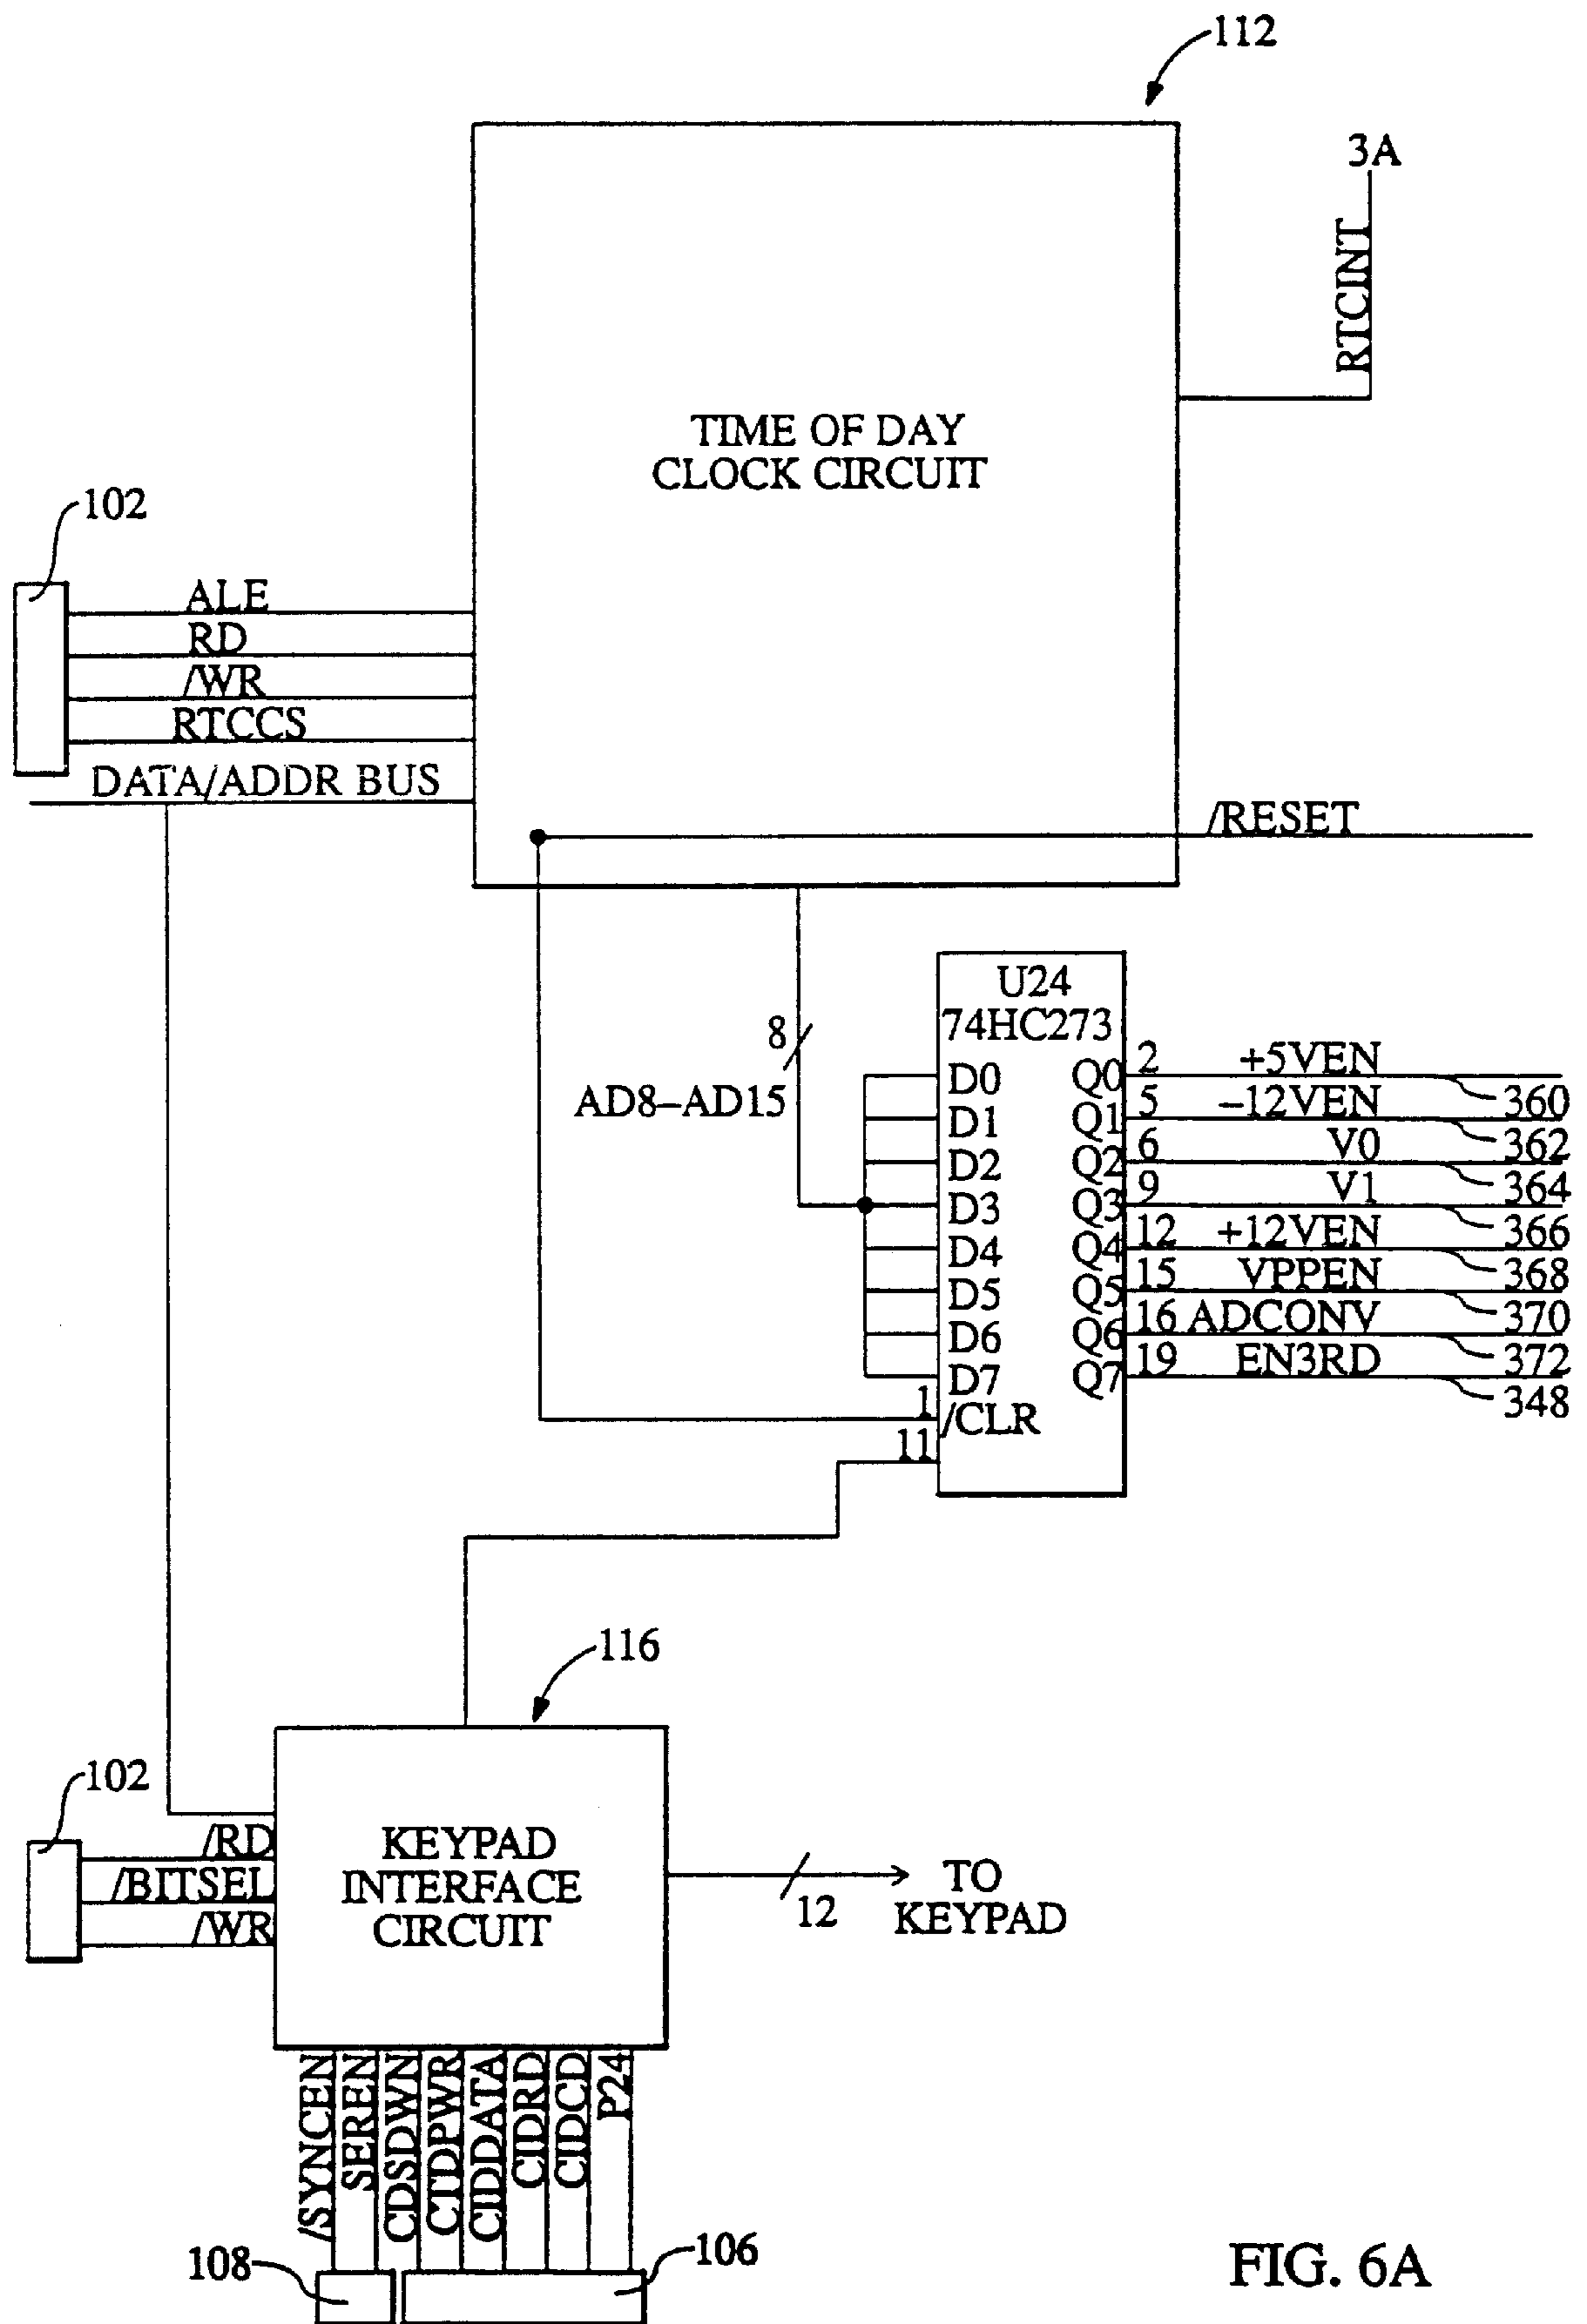 112
3A
RTCINT
TIME OF DAY
CLOCK CIRCUIT
102
ALE
RD
/WR
RTCCS
DATA/ADDR BUS
/RESET
U24
74HC273
8
AD8–AD15
D0 Q0 2 +5VEN 360
D1 Q1 5 –12VEN 362
D2 Q2 6 V0 364
D3 Q3 9 V1 366
D4 Q4 12 +12VEN 368
D5 Q5 15 VPPEN 370
D6 Q6 16 ADCONV 372
D7 Q7 19 EN3RD 348
1 /CLR
11
116
102
/RD
/BITSEL
/WR
KEYPAD
INTERFACE
CIRCUIT
12
TO
KEYPAD
/SYNCEN
SEREN
CDSDWN
CTDPWR
CIDDATA
CIDRD
CIDCD
P24
108
106
FIG. 6A